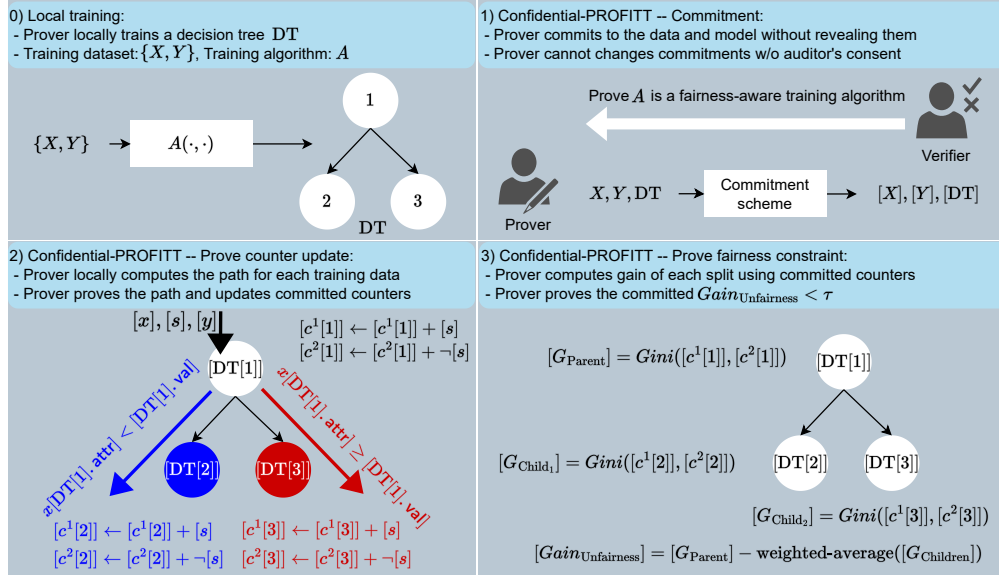 0) Local training:
- Prover locally trains a decision tree DT
- Training dataset:{X,Y}, Training algorithm: A
{X,Y}
A(·,·)
1
2
3
DT
1) Confidential-PROFITT -- Commitment:
- Prover commits to the data and model without revealing them
- Prover cannot changes commitments w/o auditor's consent
Prove A is a fairness-aware training algorithm
Verifier
Prover
X, Y, DT
Commitment
scheme
[X], [Y], [DT]
2) Confidential-PROFITT -- Prove counter update:
- Prover locally computes the path for each training data
- Prover proves the path and updates committed counters
[x], [s], [y]
[c¹[1]] ← [c¹[1]] + [s]
[c²[1]] ← [c²[1]] + ¬[s]
[DT[1]]
x[DT[1]. attr] < [DT[1]. val]
x[DT[1]. attr] ≥ [DT[1]. val]
[DT[2]]
[DT[3]]
[c¹[2]] ← [c¹[2]] + [s]
[c²[2]] ← [c²[2]] + ¬[s]
[c¹[3]] ← [c¹[3]] + [s]
[c²[3]] ← [c²[3]] + ¬[s]
3) Confidential-PROFITT -- Prove fairness constraint:
- Prover computes gain of each split using committed counters
- Prover proves the committed Gain_Unfairness < τ
[G_Parent] = Gini([c¹[1]], [c²[1]])
[DT[1]]
[G_Child₁] = Gini([c¹[2]], [c²[2]])
[DT[2]]
[DT[3]]
[G_Child₂] = Gini([c¹[3]], [c²[3]])
[Gain_Unfairness] = [G_Parent] − weighted-average([G_Children])